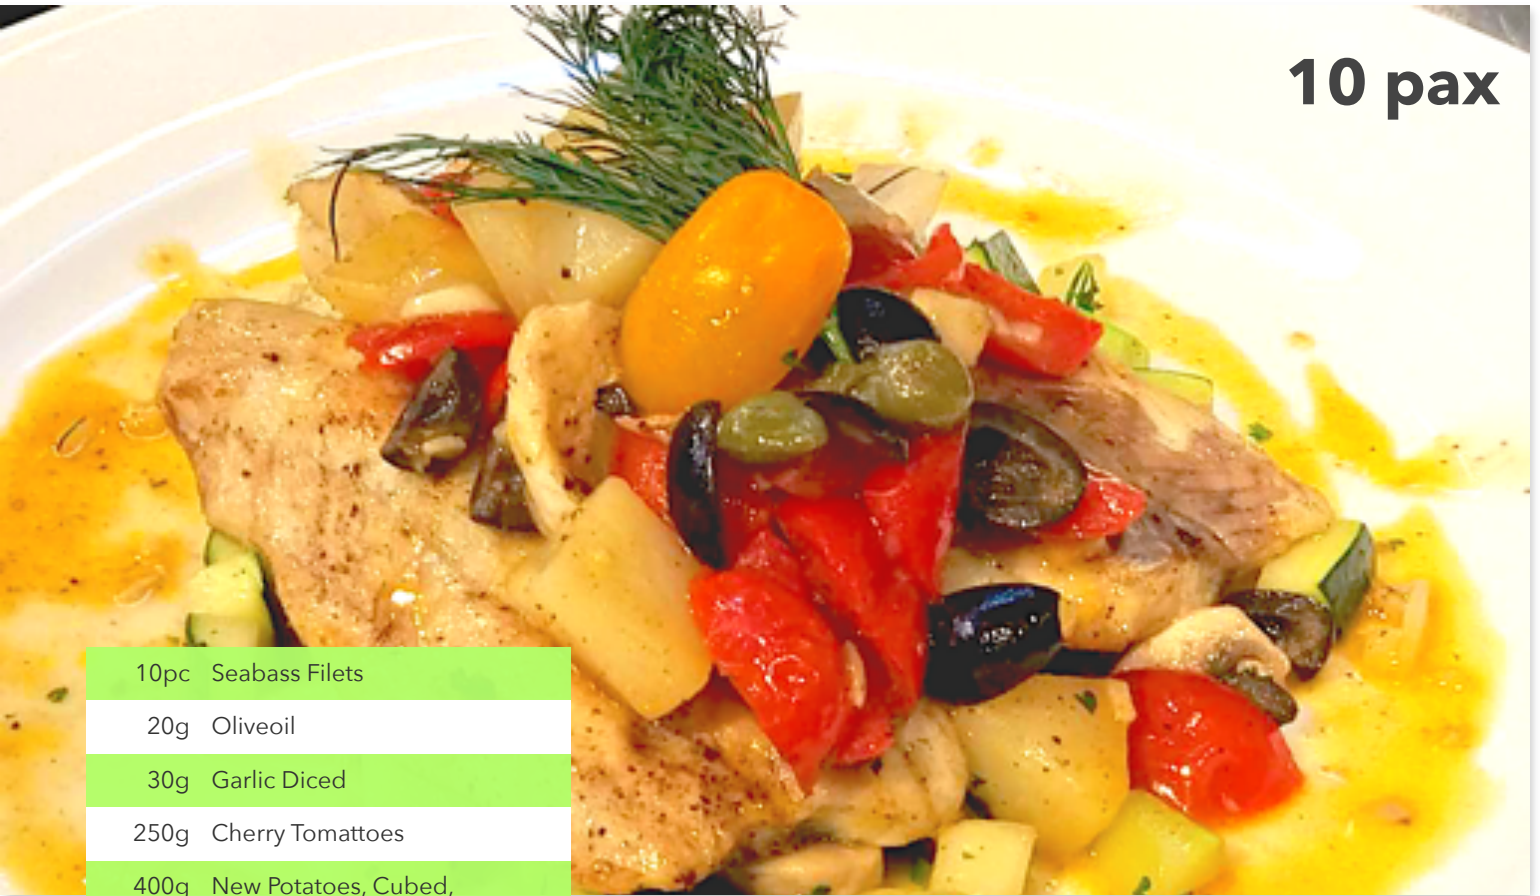 10 pax
10pc Seabass Filets
20g Oliveoil
30g Garlic Diced
250g Cherry Tomattoes
400g New Potatoes, Cubed,